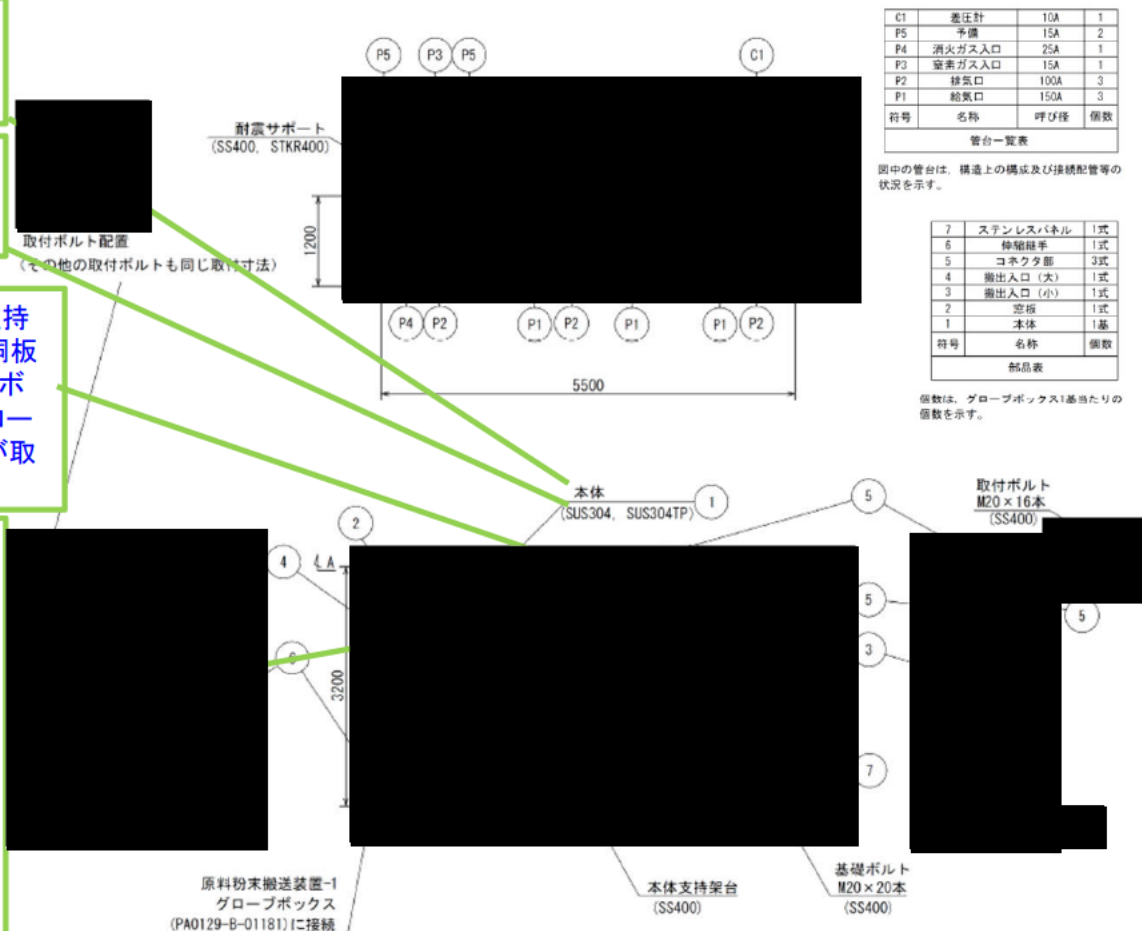 P5
P3
P5
C1
耐震サポート
(SS400, STKR400)
1200
P4
P2
P1
P2
P1
P1
P2
5500
C1 差圧計 10A 1
P5 予備 15A 2
P4 消火ガス入口 25A 1
P3 窒素ガス入口 15A 1
P2 排気口 100A 3
P1 給気口 150A 3
符号 名称 呼び径 個数
管台一覧表
図中の管台は、構造上の構成及び接続配管等の
状況を示す。
7 ステンレスパネル 1式
6 伸縮継手 1式
5 コネクタ部 3式
4 搬出入口(大) 1式
3 搬出入口(小) 1式
2 窓板 1式
1 本体 1基
符号 名称 個数
部品表
個数は、グローブボックス1基当たりの
個数を示す。
取付ボルト配置
(その他の取付ボルトも同じ取付寸法)
持
ボ
が取
本体
(SUS304, SUS304TP)
1
2
4
A
6
3200
5
5
3
7
取付ボルト
M20×16本
(SS400)
5
原料粉末搬送装置-1
グローブボックス
(PA0129-B-01181)に接続
本体支持架台
(SS400)
基礎ボルト
M20×20本
(SS400)